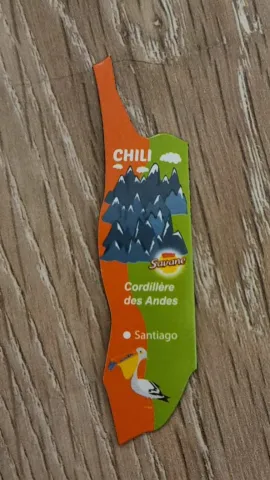 CHILI
Savane
Cordillère
des Andes
Santiago